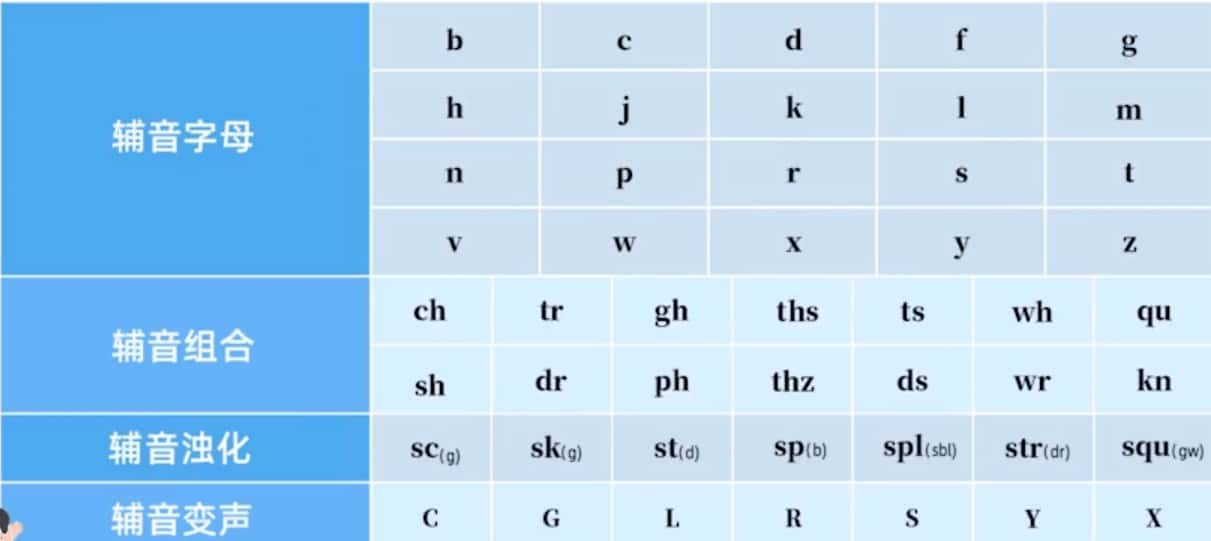 辅音字母
b c d f g
h j k l m
n p r s t
v w x y z
辅音组合
ch tr gh ths ts wh qu
sh dr ph thz ds wr kn
辅音浊化
sc(g) sk(g) st(d) sp(b) spl(sbl) str(dr) squ(gw)
辅音变声
C G L R S Y X